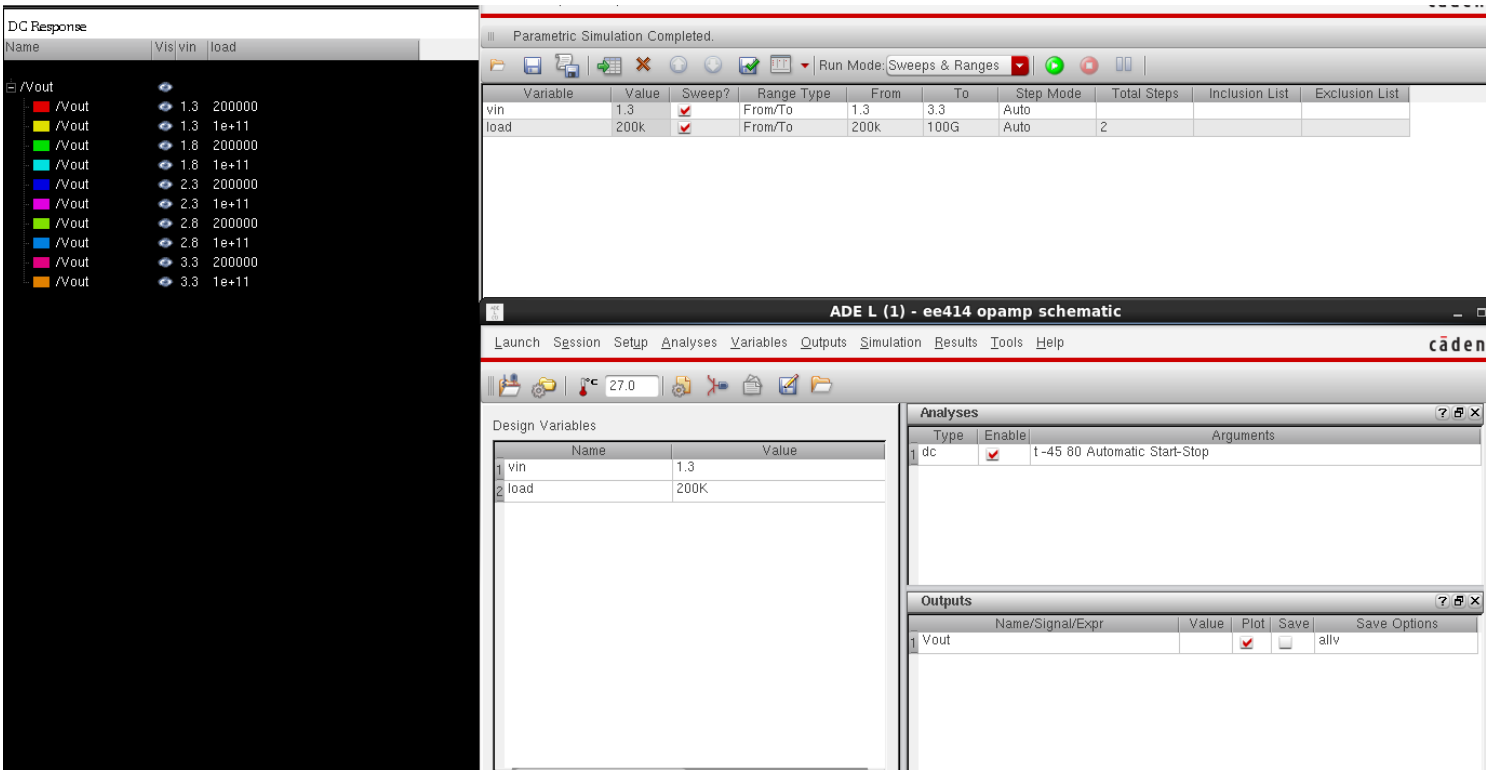 DC Response
Name Vis vin load
/Vout
/Vout 1.3 200000
/Vout 1.3 1e+11
/Vout 1.8 200000
/Vout 1.8 1e+11
/Vout 2.3 200000
/Vout 2.3 1e+11
/Vout 2.8 200000
/Vout 2.8 1e+11
/Vout 3.3 200000
/Vout 3.3 1e+11
Parametric Simulation Completed.
Run Mode: Sweeps & Ranges
Variable Value Sweep? Range Type From To Step Mode Total Steps Inclusion List Exclusion List
vin 1.3 From/To 1.3 3.3 Auto
load 200k From/To 200k 100G Auto 2
ADE L (1) - ee414 opamp schematic
Launch Session Setup Analyses Variables Outputs Simulation Results Tools Help
cāden
°C 27.0
Design Variables
Name Value
1 vin 1.3
2 load 200K
Analyses
Type Enable Arguments
1 dc t -45 80 Automatic Start-Stop
Outputs
Name/Signal/Expr Value Plot Save Save Options
1 Vout allv